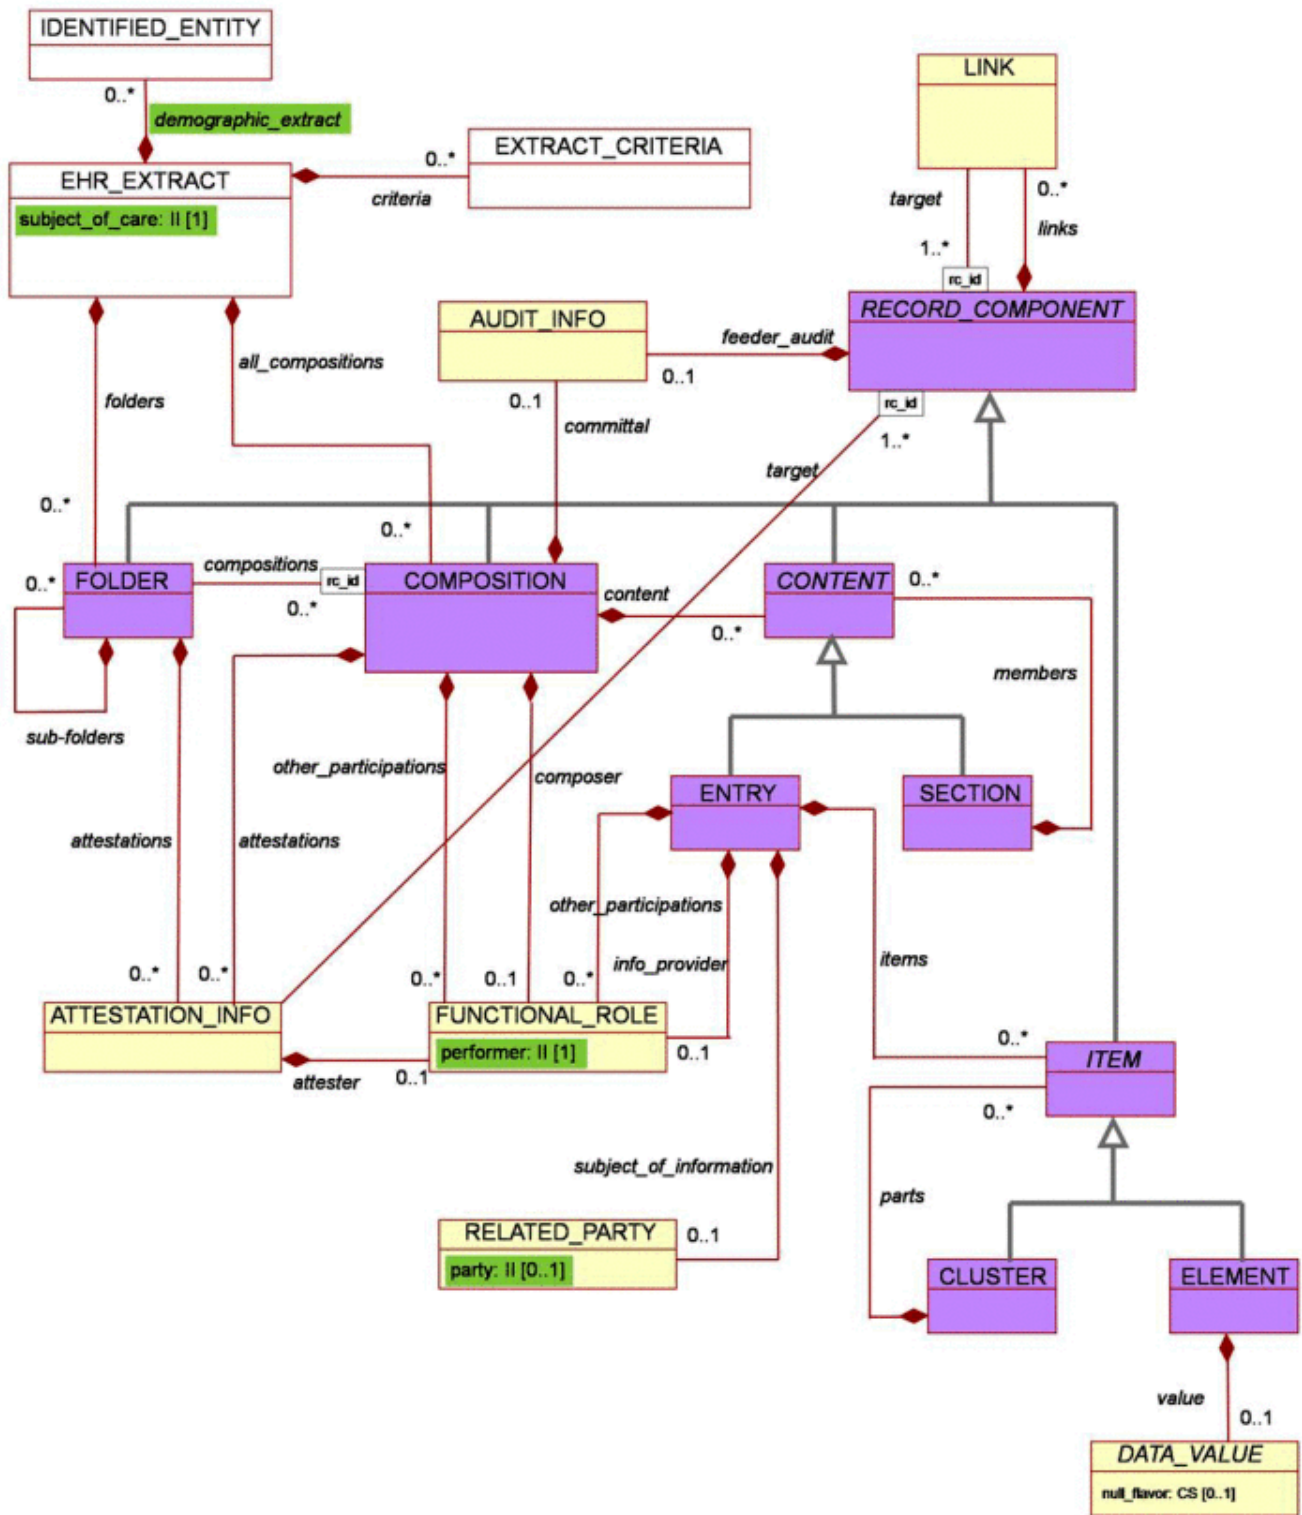 IDENTIFIED_ENTITY
0..*
demographic_extract
LINK
EXTRACT_CRITERIA
0..*
criteria
EHR_EXTRACT
subject_of_care: II [1]
target
0..*
links
1..*
rc_id
AUDIT_INFO
RECORD_COMPONENT
feeder_audit
0..1
all_compositions
folders
0..1
committal
rc_id
1..*
target
0..*
0..*
compositions
0..*
FOLDER
rc_id
0..*
COMPOSITION
content
0..*
CONTENT
0..*
members
sub-folders
other_participations
composer
ENTRY
SECTION
attestations
attestations
other_participations
info_provider
items
0..*
0..*
0..*
0..1
0..*
ATTESTATION_INFO
FUNCTIONAL_ROLE
performer: II [1]
0..1
attester
0..1
0..*
ITEM
0..*
subject_of_information
parts
RELATED_PARTY
party: II [0..1]
0..1
CLUSTER
ELEMENT
value
0..1
DATA_VALUE
null_flavor: CS [0..1]